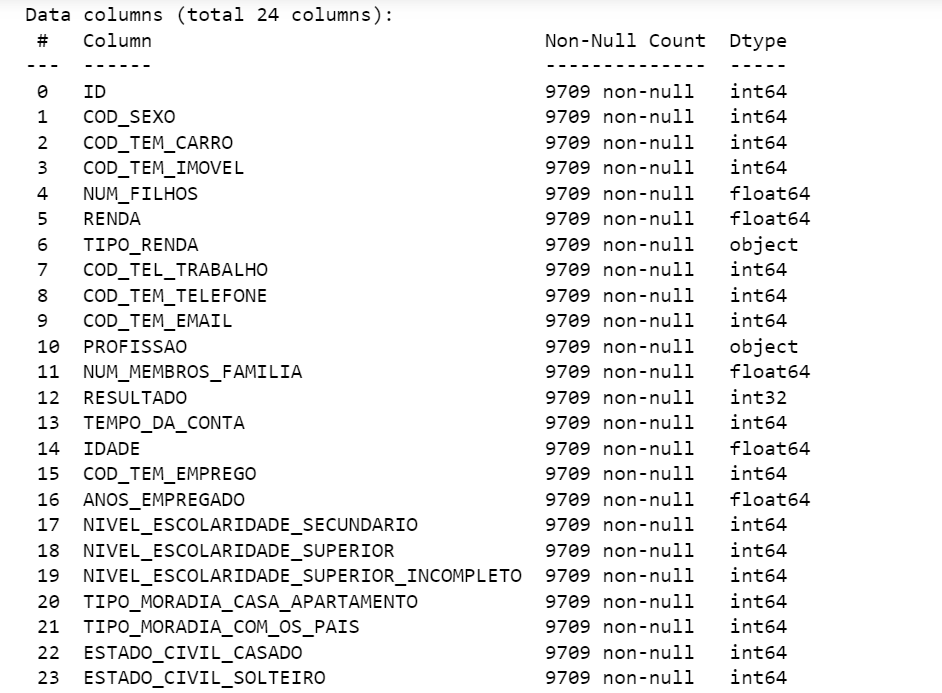 Data columns (total 24 columns):
 #   Column                                Non-Null Count  Dtype
---  ------                                --------------  -----
 0   ID                                    9709 non-null   int64
 1   COD_SEXO                              9709 non-null   int64
 2   COD_TEM_CARRO                         9709 non-null   int64
 3   COD_TEM_IMOVEL                        9709 non-null   int64
 4   NUM_FILHOS                            9709 non-null   float64
 5   RENDA                                 9709 non-null   float64
 6   TIPO_RENDA                            9709 non-null   object
 7   COD_TEL_TRABALHO                      9709 non-null   int64
 8   COD_TEM_TELEFONE                      9709 non-null   int64
 9   COD_TEM_EMAIL                         9709 non-null   int64
 10  PROFISSAO                             9709 non-null   object
 11  NUM_MEMBROS_FAMILIA                   9709 non-null   float64
 12  RESULTADO                             9709 non-null   int32
 13  TEMPO_DA_CONTA                        9709 non-null   int64
 14  IDADE                                 9709 non-null   float64
 15  COD_TEM_EMPREGO                       9709 non-null   int64
 16  ANOS_EMPREGADO                        9709 non-null   float64
 17  NIVEL_ESCOLARIDADE_SECUNDARIO         9709 non-null   int64
 18  NIVEL_ESCOLARIDADE_SUPERIOR           9709 non-null   int64
 19  NIVEL_ESCOLARIDADE_SUPERIOR_INCOMPLETO  9709 non-null   int64
 20  TIPO_MORADIA_CASA_APARTAMENTO         9709 non-null   int64
 21  TIPO_MORADIA_COM_OS_PAIS              9709 non-null   int64
 22  ESTADO_CIVIL_CASADO                   9709 non-null   int64
 23  ESTADO_CIVIL_SOLTEIRO                 9709 non-null   int64